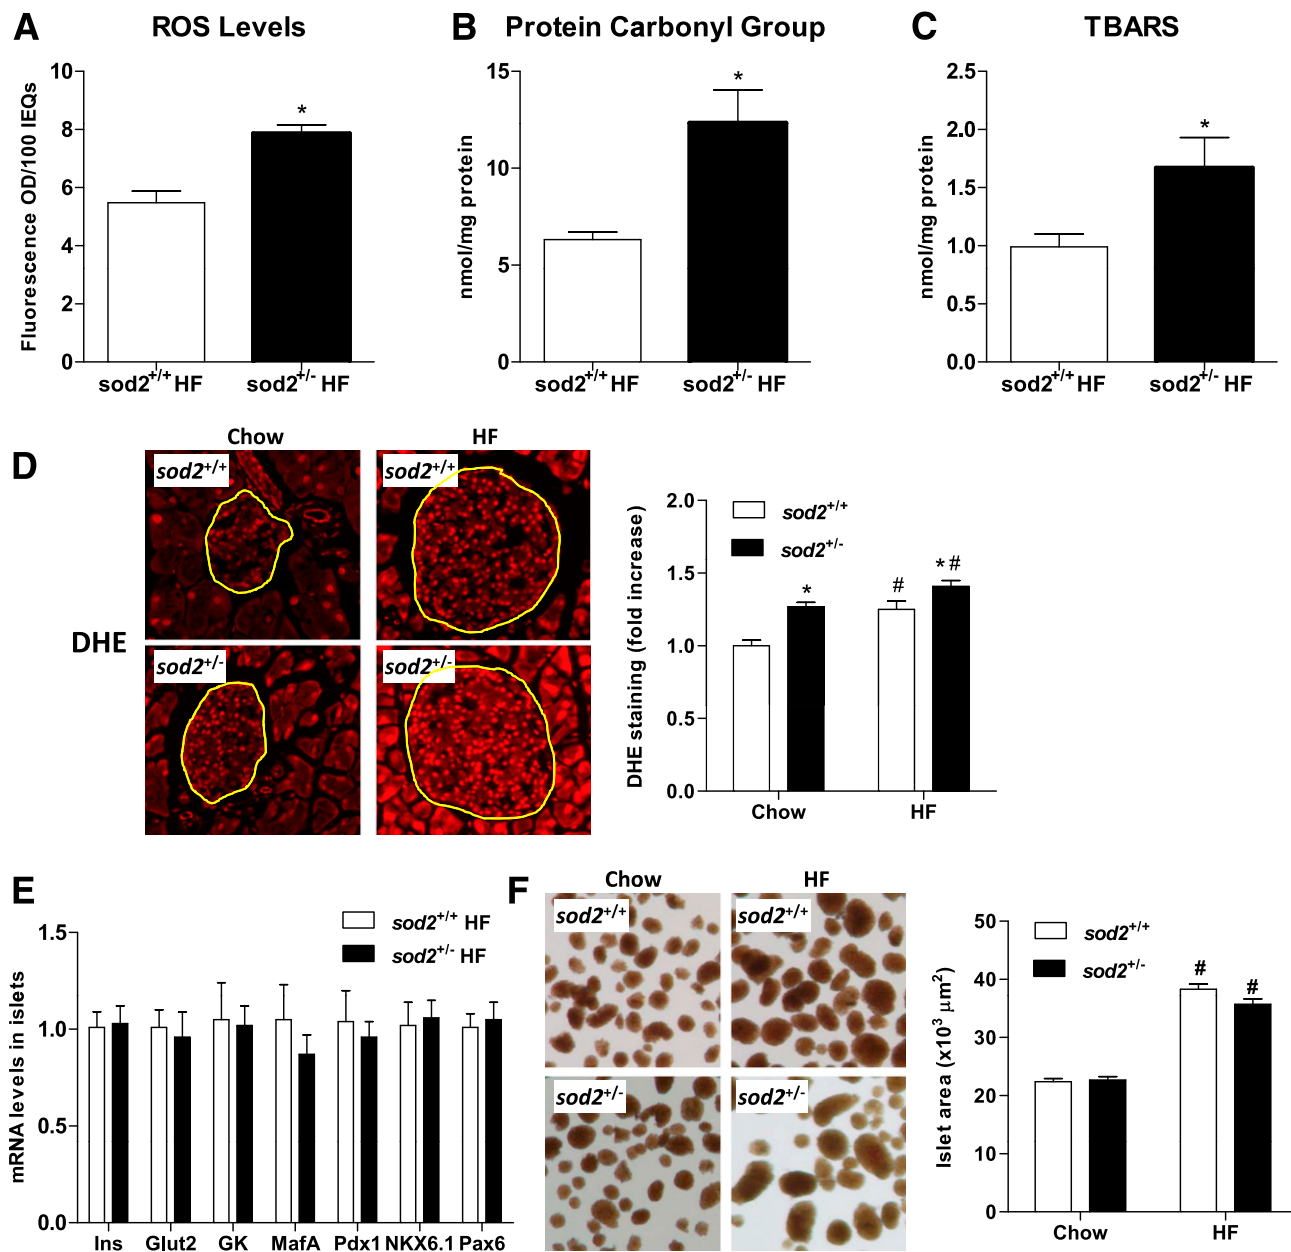 A ROS Levels
Fluorescence OD/100 IEQs
10
8
6
4
2
0
*
sod2+/+ HF sod2+/- HF
B Protein Carbonyl Group
nmol/mg protein
15
10
5
0
*
sod2+/+ HF sod2+/- HF
C TBARS
nmol/mg protein
2.5
2.0
1.5
1.0
0.5
0.0
*
sod2+/+ HF sod2+/- HF
D
Chow HF
DHE
sod2+/+ sod2+/+
sod2+/- sod2+/-
DHE staining (fold increase)
2.0
1.5
1.0
0.5
0.0
sod2+/+
sod2+/-
* # *#
Chow HF
E
mRNA levels in islets
1.5
1.0
0.5
0.0
sod2+/+ HF
sod2+/- HF
Ins Glut2 GK MafA Pdx1 NKX6.1 Pax6
F
Chow HF
sod2+/+ sod2+/+
sod2+/- sod2+/-
Islet area (x10³ µm²)
50
40
30
20
10
0
sod2+/+
sod2+/-
# #
Chow HF